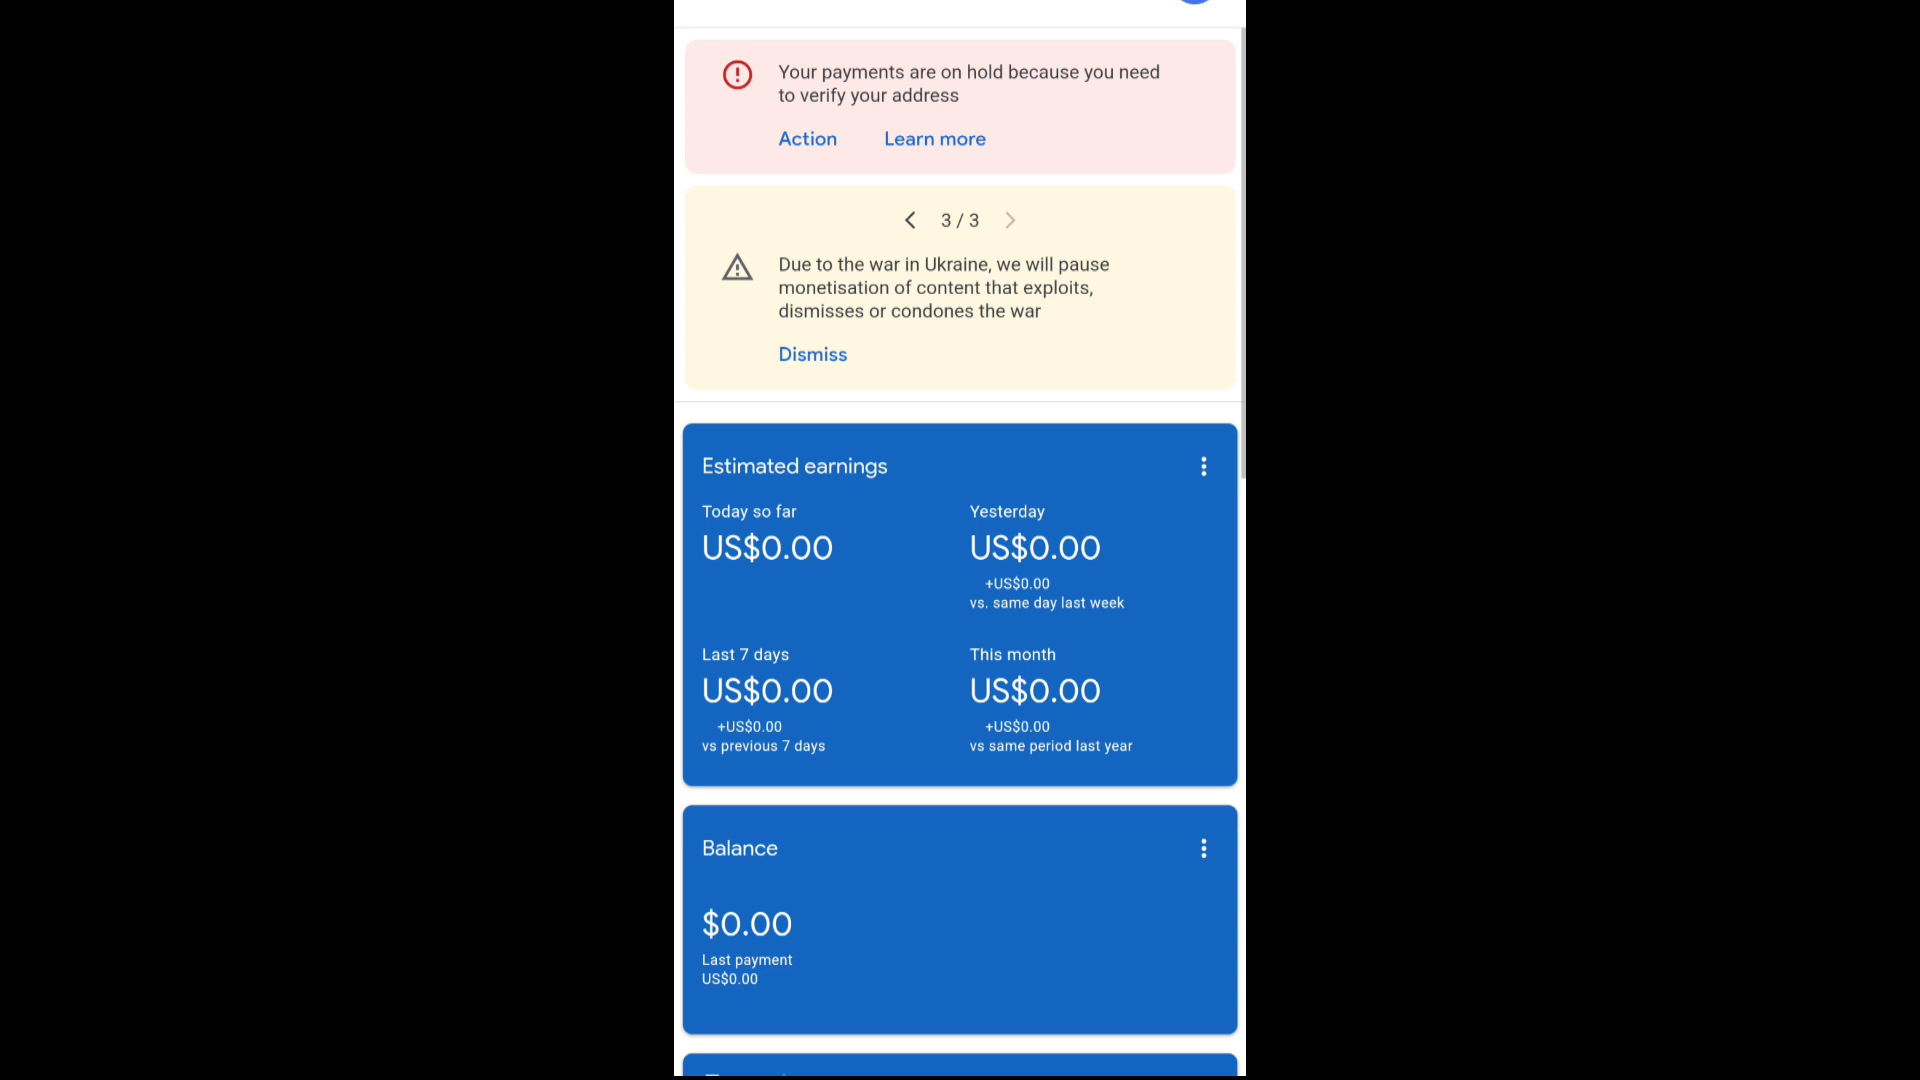 Your payments are on hold because you need
to verify your address
Action Learn more
3 / 3
Due to the war in Ukraine, we will pause
monetisation of content that exploits,
dismisses or condones the war
Dismiss
Estimated earnings
Today so far
US$0.00
Yesterday
US$0.00
+US$0.00
vs. same day last week
Last 7 days
US$0.00
+US$0.00
vs previous 7 days
This month
US$0.00
+US$0.00
vs same period last year
Balance
$0.00
Last payment
US$0.00